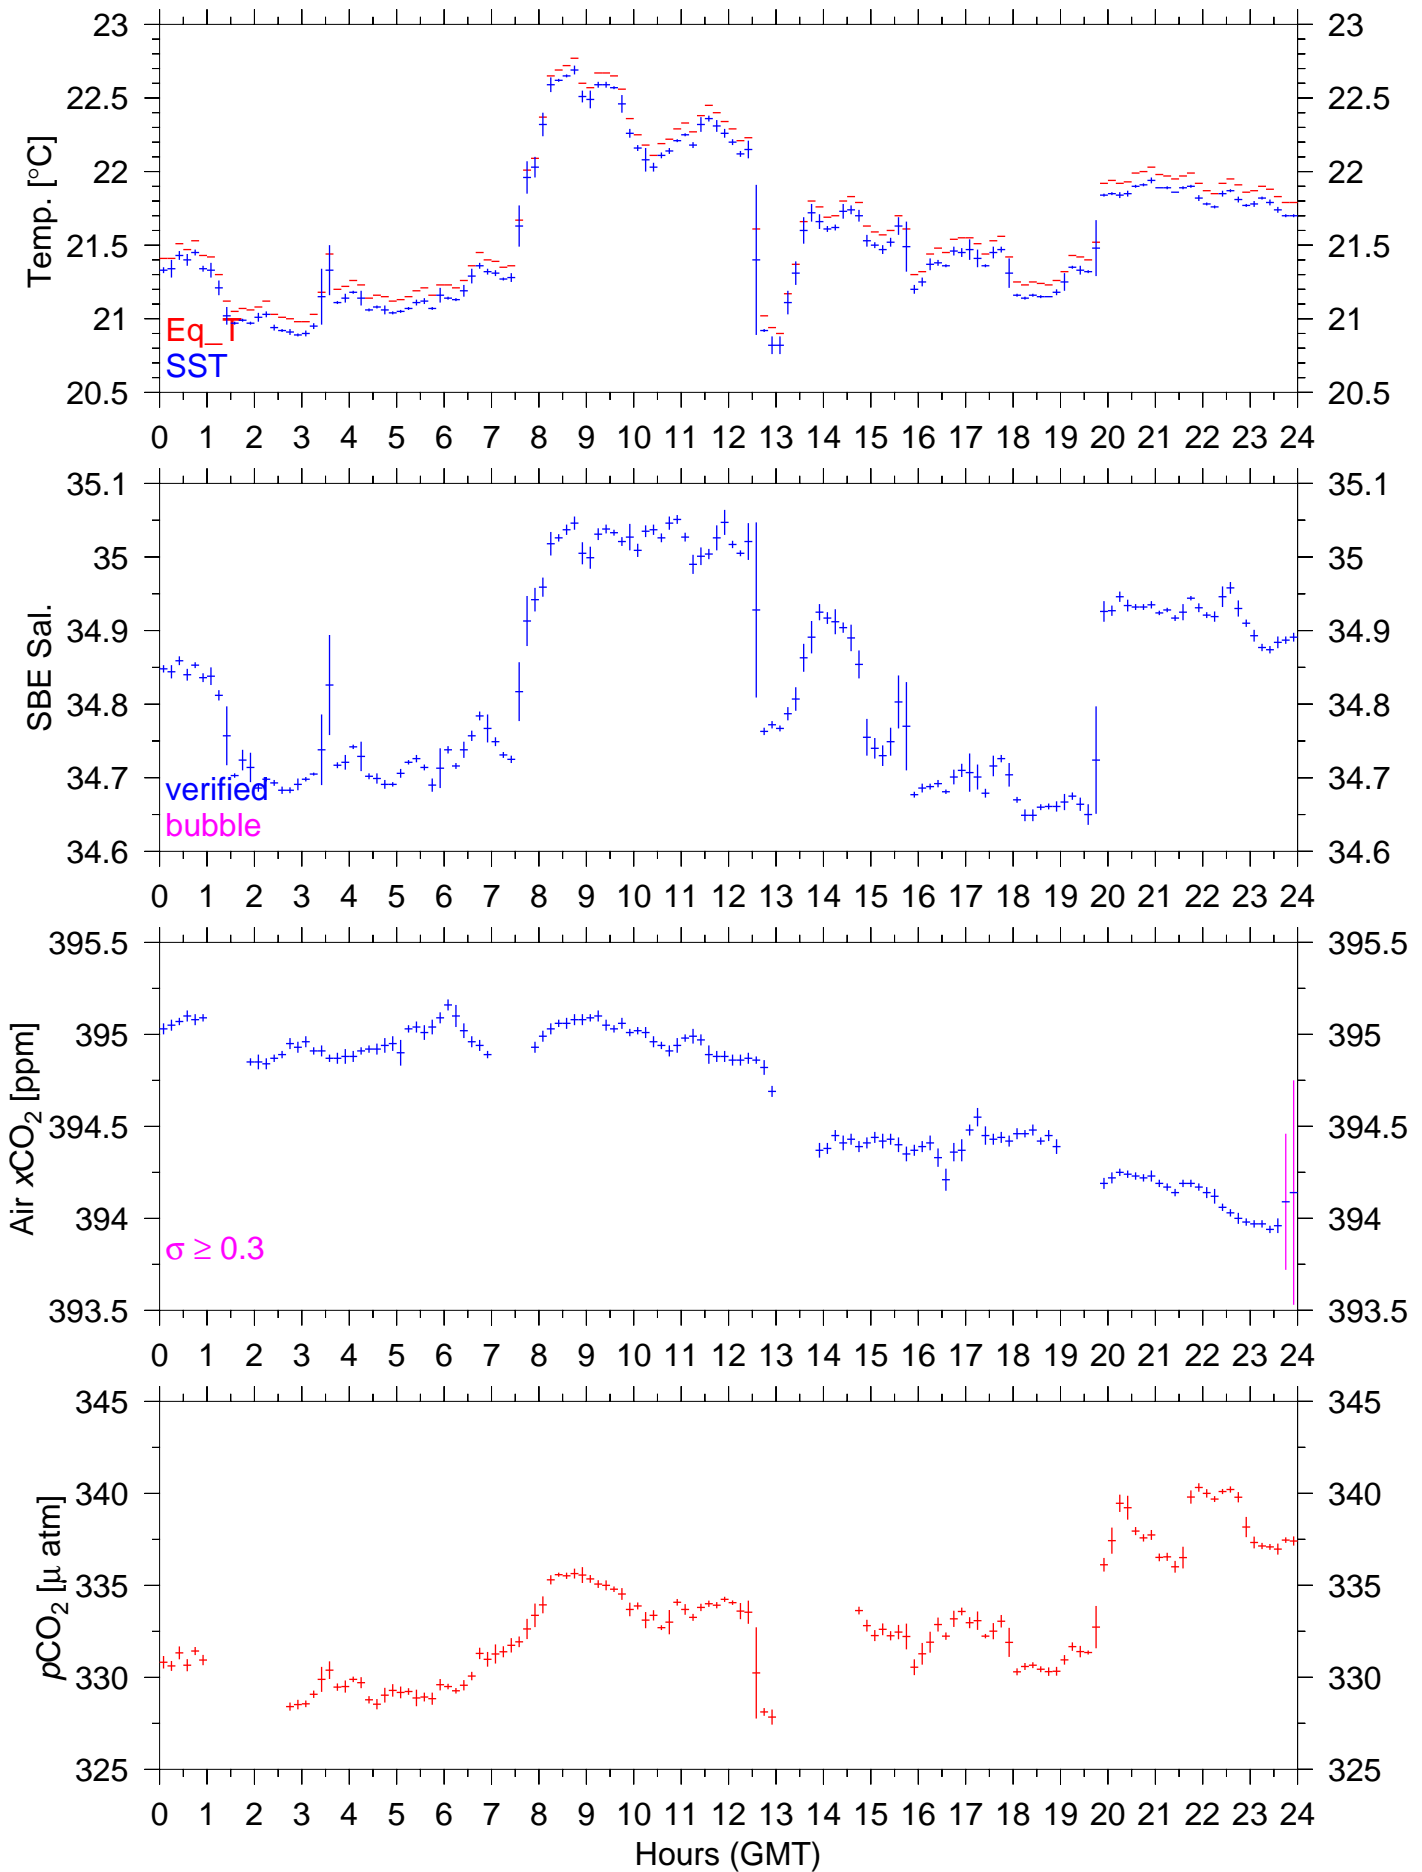 23 23
22.5 22.5
22 22
21.5 21.5
21 21
20.5 20.5
Temp. [°C]
Eq_T
SST
0 1 2 3 4 5 6 7 8 9 10 11 12 13 14 15 16 17 18 19 20 21 22 23 24
35.1 35.1
35 35
34.9 34.9
34.8 34.8
34.7 34.7
34.6 34.6
SBE Sal.
verified
bubble
0 1 2 3 4 5 6 7 8 9 10 11 12 13 14 15 16 17 18 19 20 21 22 23 24
395.5 395.5
395 395
394.5 394.5
394 394
393.5 393.5
Air xCO₂ [ppm]
σ ≥ 0.3
0 1 2 3 4 5 6 7 8 9 10 11 12 13 14 15 16 17 18 19 20 21 22 23 24
345 345
340 340
335 335
330 330
325 325
pCO₂ [μ atm]
0 1 2 3 4 5 6 7 8 9 10 11 12 13 14 15 16 17 18 19 20 21 22 23 24
Hours (GMT)